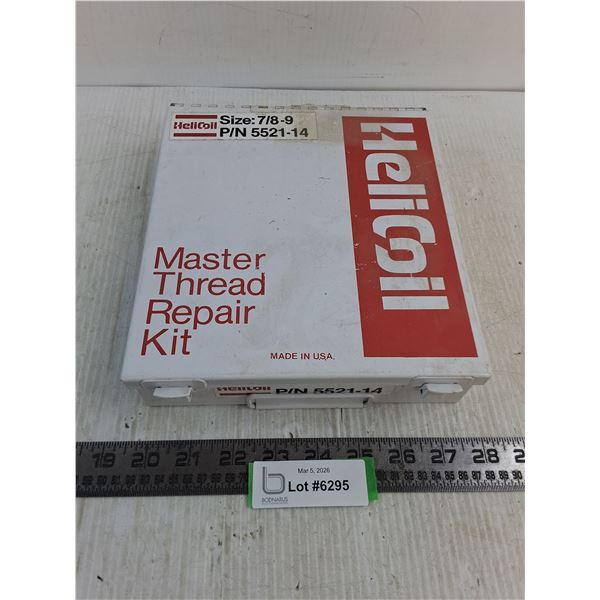 HeliCoil
Size: 7/8-9
P/N 5521-14
HeliCoil
Master
Thread
Repair
Kit
MADE IN U.S.A.
HeliCoil
P/N 5521-14
19 20 21 22 23 24 25 26 27 28
Mar 5, 2026
Lot #6295
BODNARUS